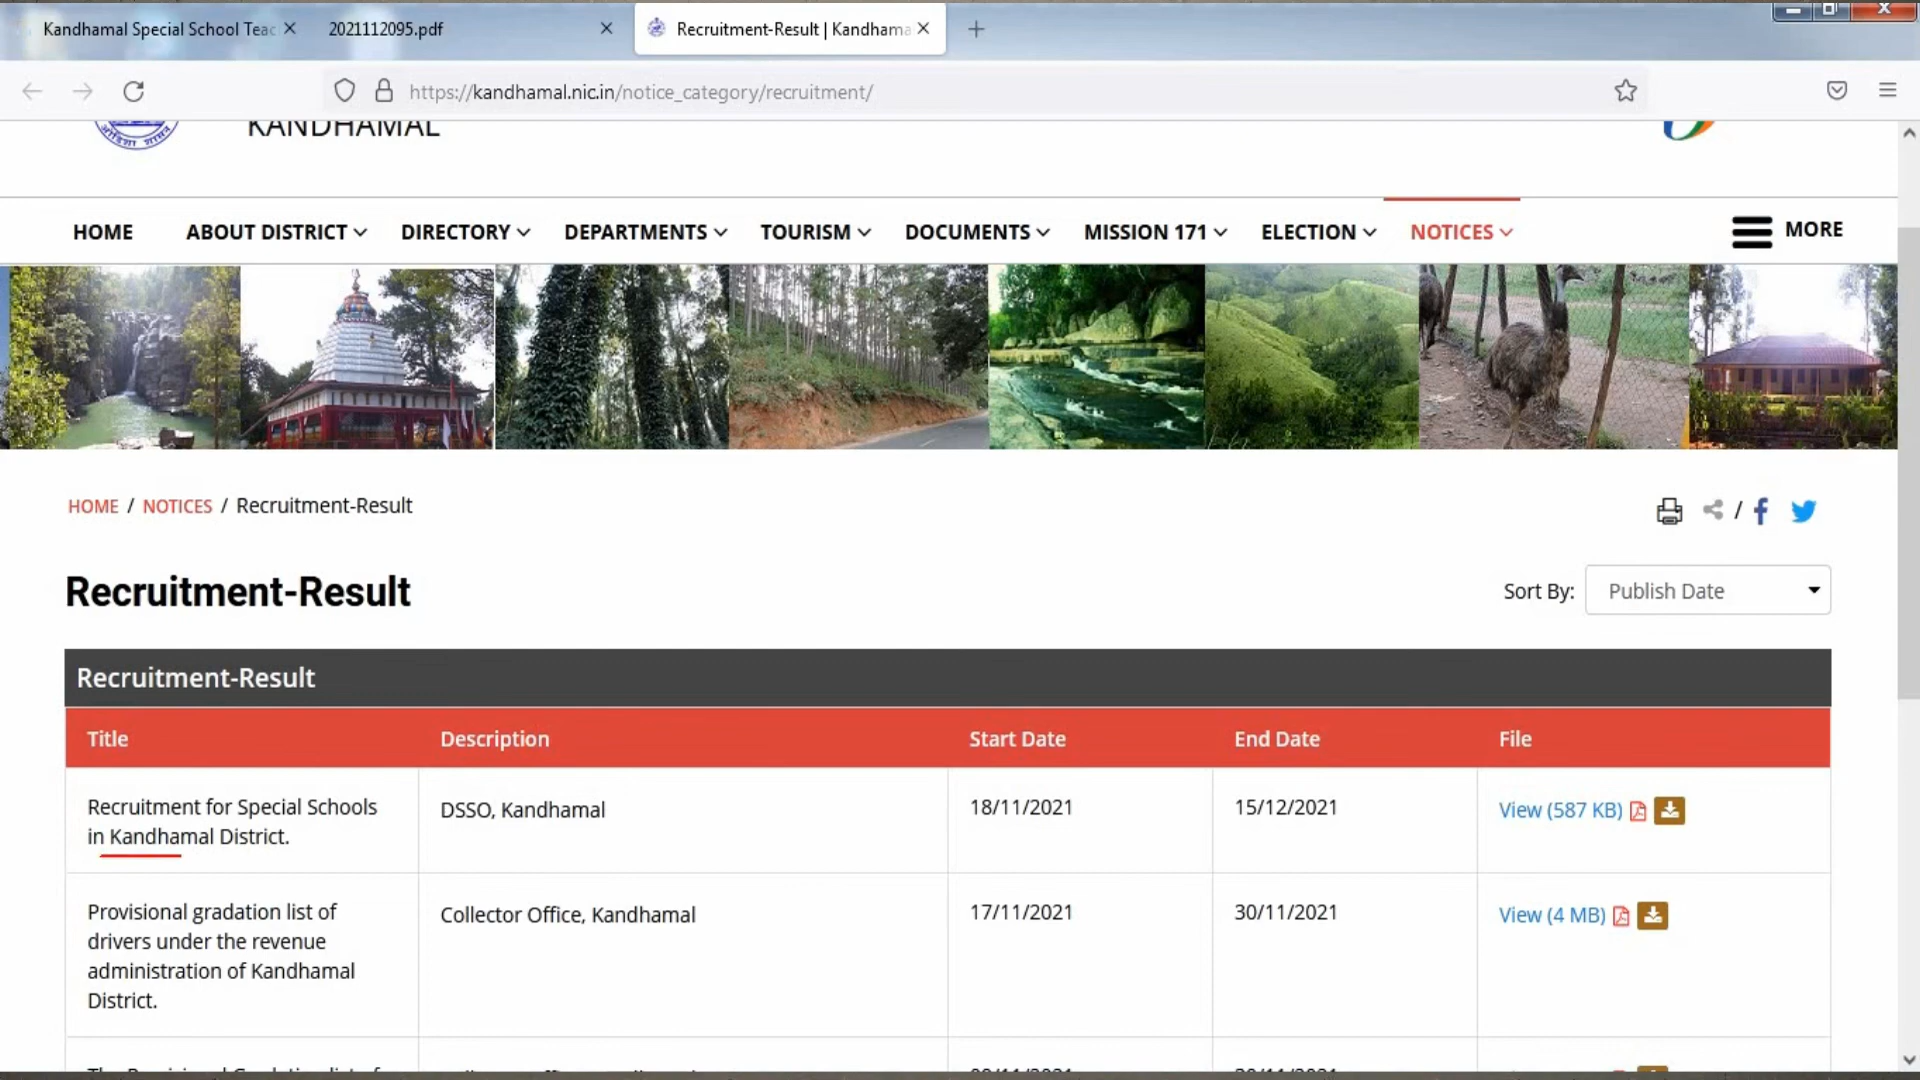 Kandhamal Special School Teac
2021112095.pdf
Recruitment-Result | Kandhama
https://kandhamal.nic.in/notice_category/recruitment/
KANDHAMAL
HOME
ABOUT DISTRICT
DIRECTORY
DEPARTMENTS
TOURISM
DOCUMENTS
MISSION 171
ELECTION
NOTICES
MORE
HOME / NOTICES / Recruitment-Result
/
Recruitment-Result
Sort By: Publish Date
Recruitment-Result
Title Description Start Date End Date File
Recruitment for Special Schools
in Kandhamal District.
DSSO, Kandhamal
18/11/2021
15/12/2021
View (587 KB)
Provisional gradation list of
drivers under the revenue
administration of Kandhamal
District.
Collector Office, Kandhamal
17/11/2021
30/11/2021
View (4 MB)